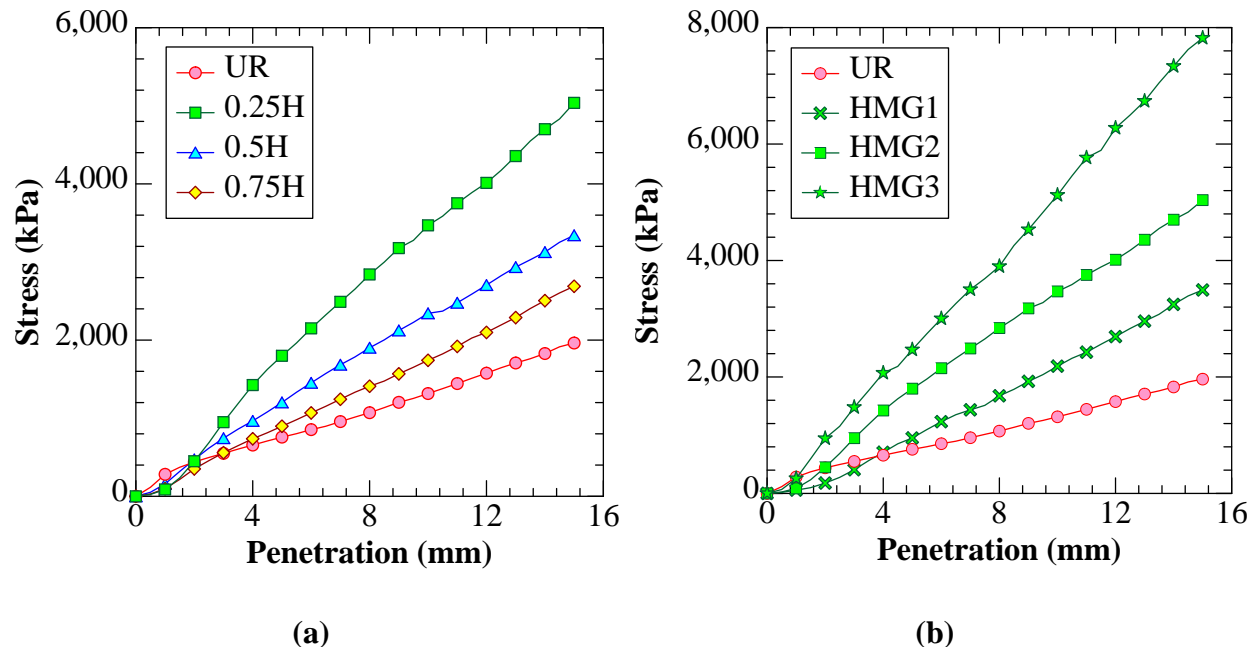 6,000
4,000
2,000
0
Stress (kPa)
UR
0.25H
0.5H
0.75H
0 4 8 12 16
Penetration (mm)
(a)
8,000
6,000
4,000
2,000
0
Stress (kPa)
UR
HMG1
HMG2
HMG3
0 4 8 12 16
Penetration (mm)
(b)